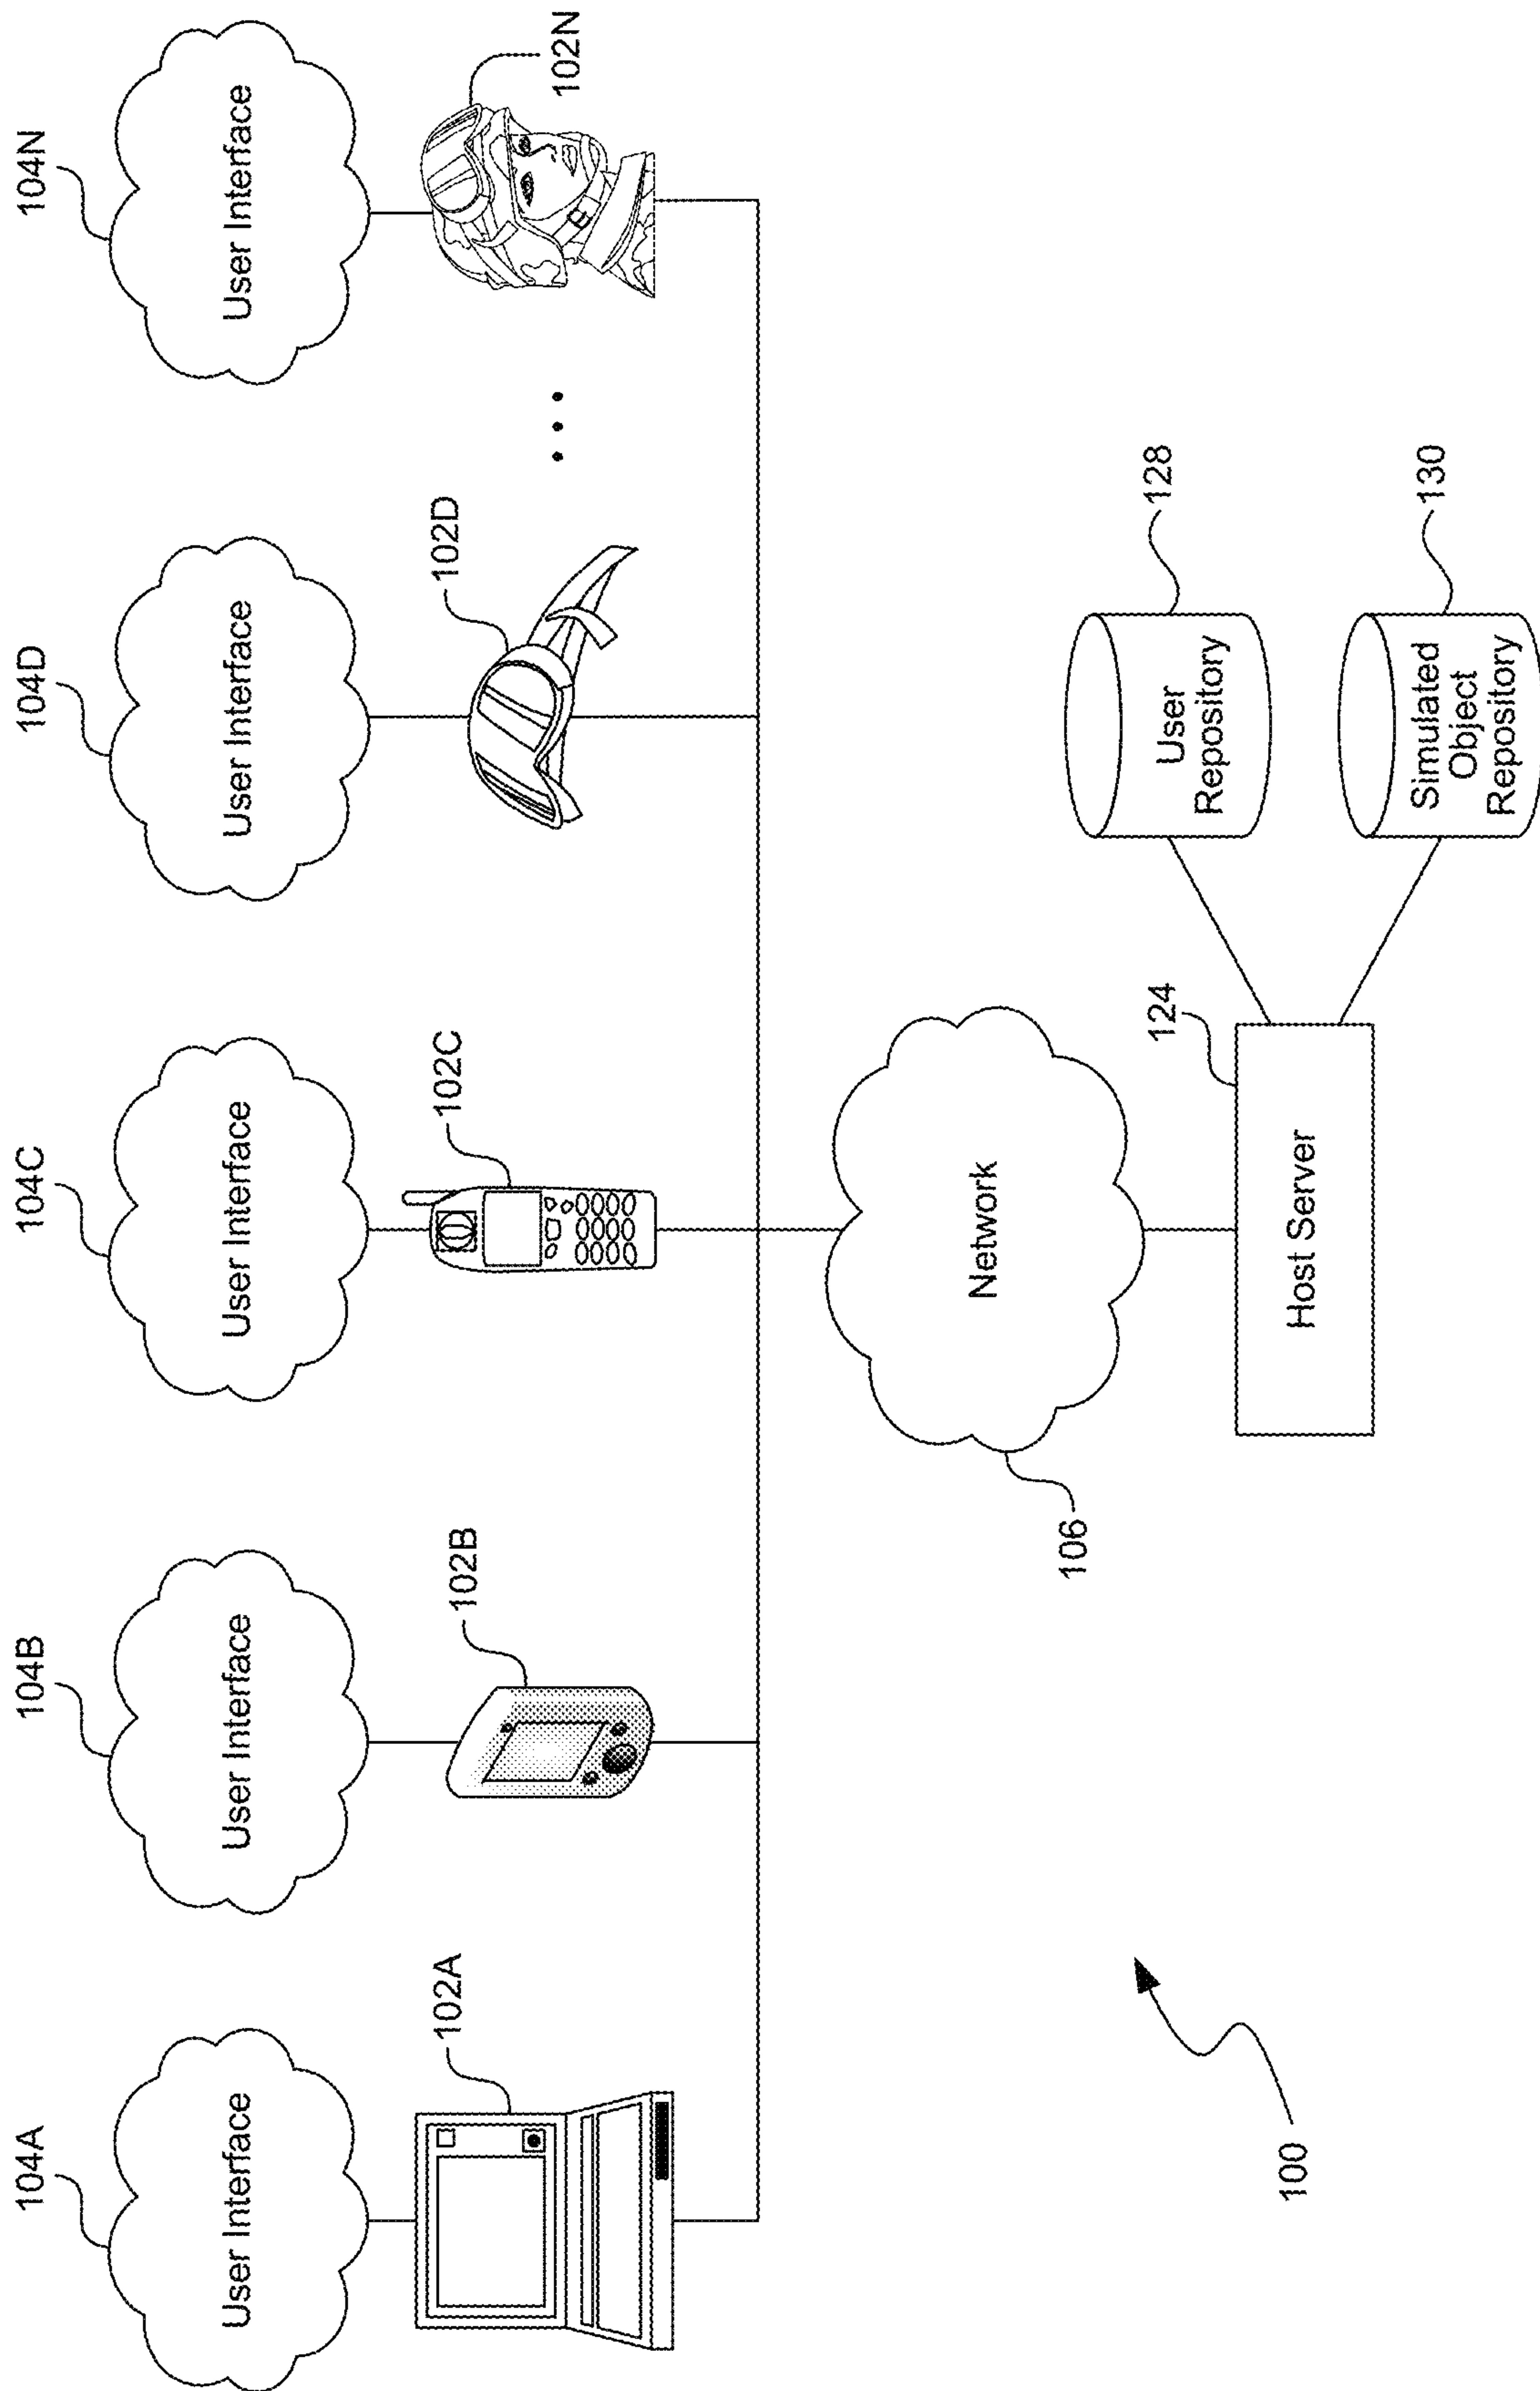 104A
104B
104C
104D
104N
User Interface
User Interface
User Interface
User Interface
User Interface
102A
102B
102C
102D
102N
106
Network
124
Host Server
128
User
Repository
130
Simulated
Object
Repository
100